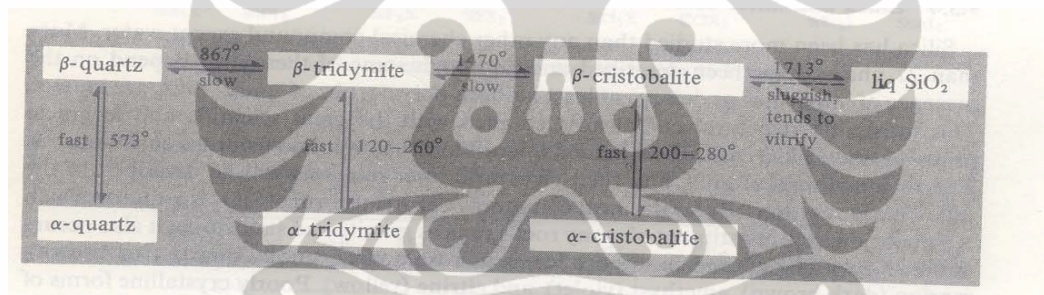 β-quartz 867° slow β-tridymite 1470° slow β-cristobalite 1713° sluggish, tends to vitrify liq SiO₂
fast 573° fast 120–260° fast 200–280°
α-quartz α-tridymite α-cristobalite